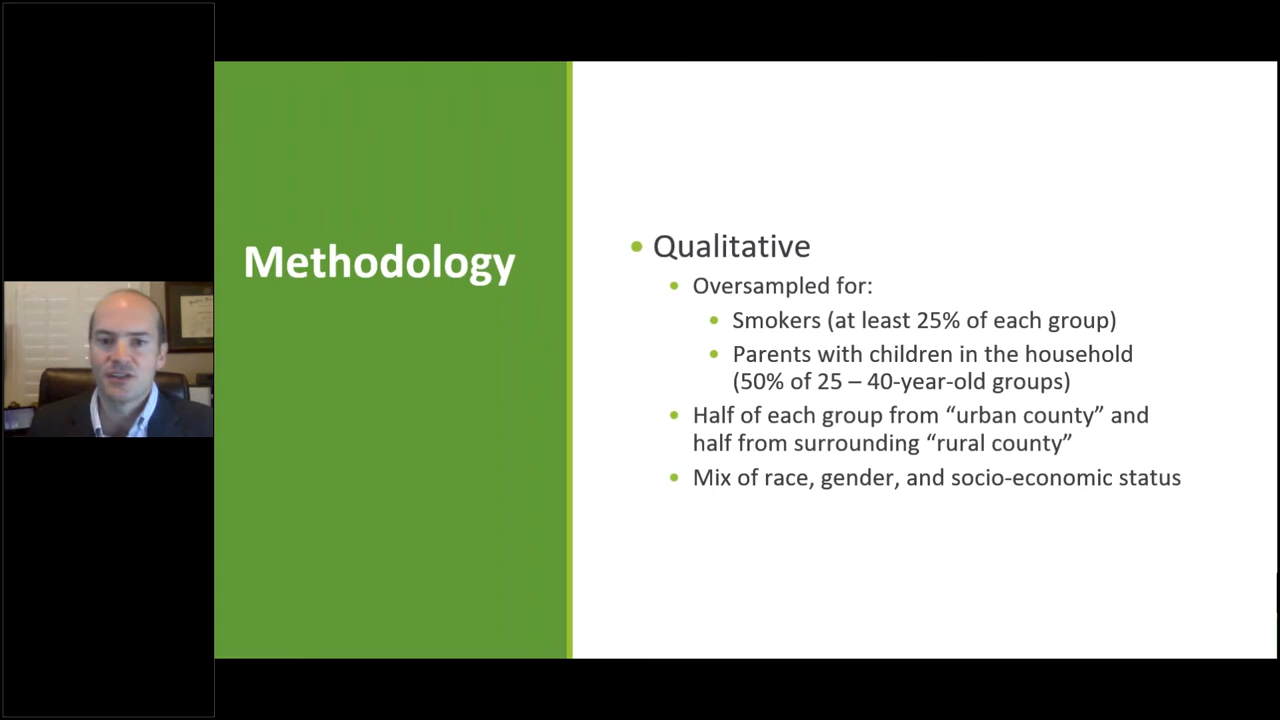 Methodology
• Qualitative
• Oversampled for:
• Smokers (at least 25% of each group)
• Parents with children in the household
(50% of 25 – 40-year-old groups)
• Half of each group from “urban county” and
half from surrounding “rural county”
• Mix of race, gender, and socio-economic status